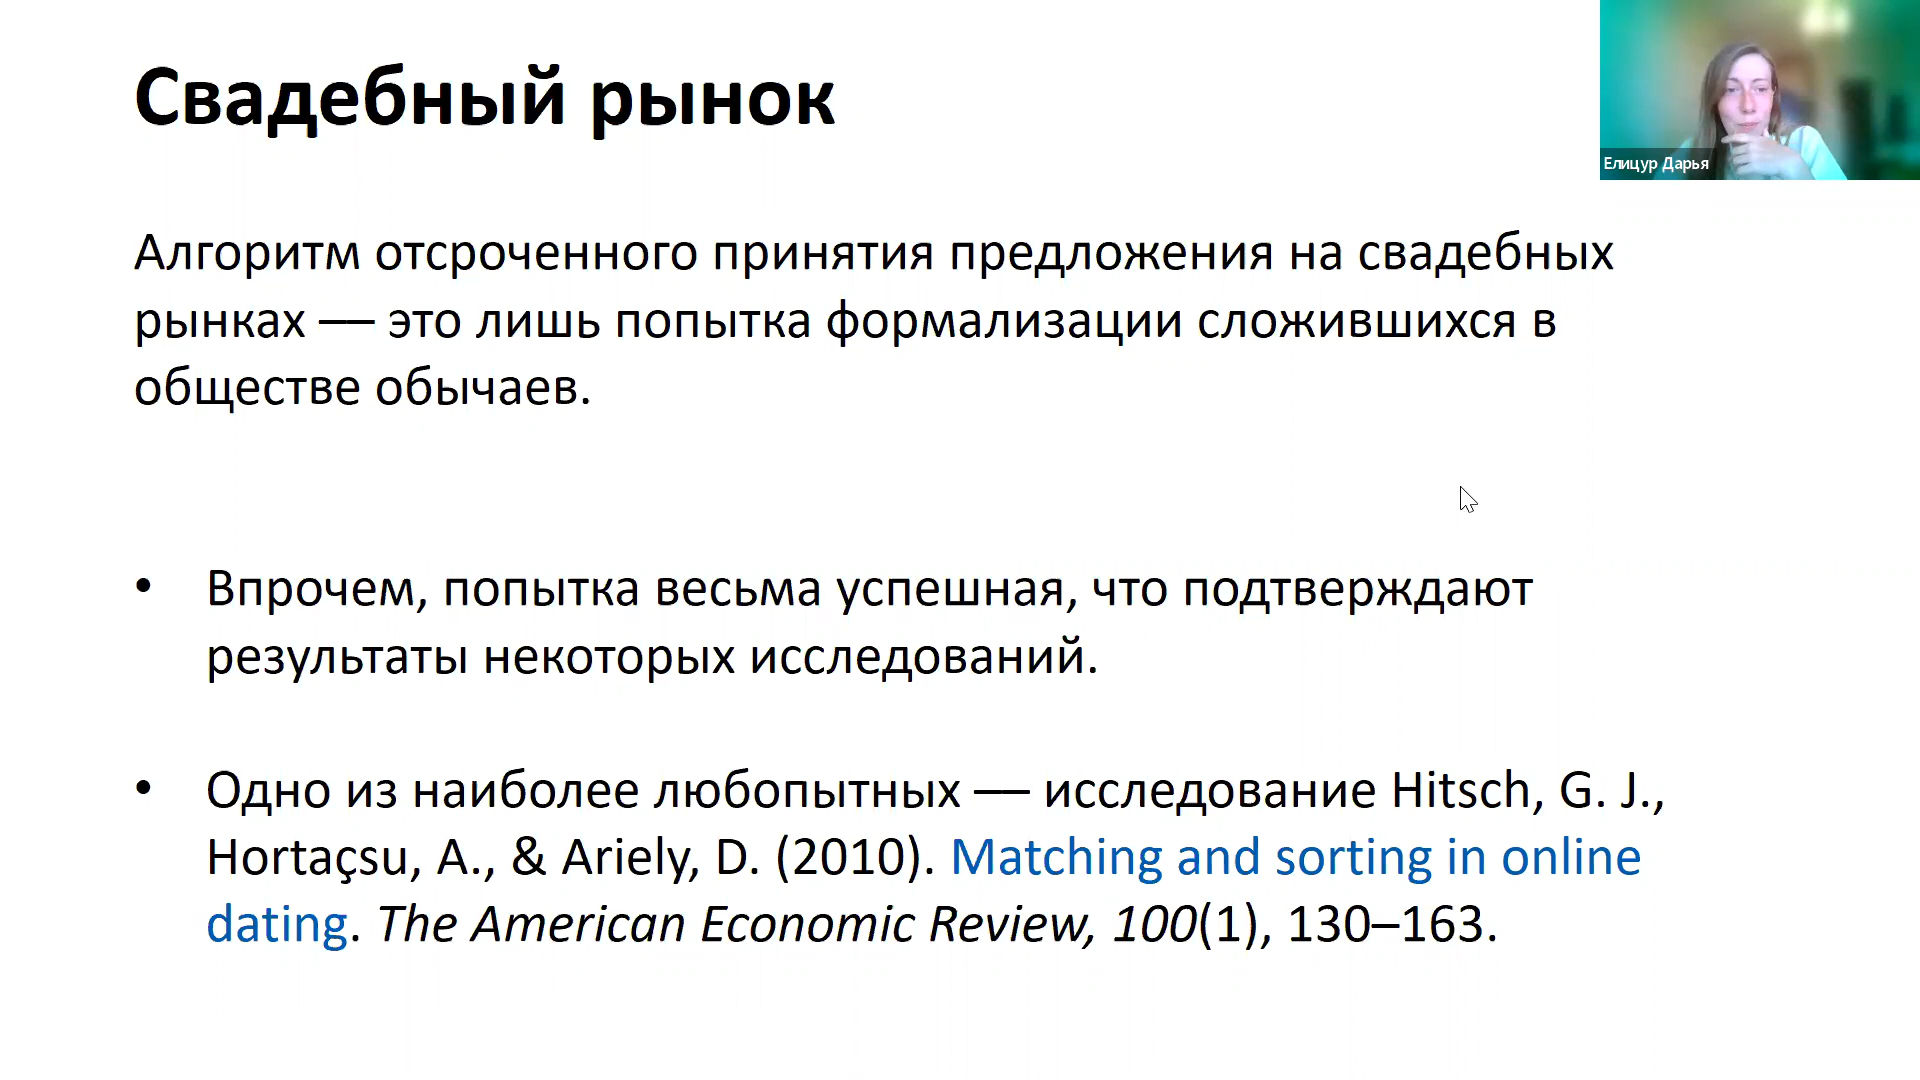 Свадебный рынок
Елицур Дарья
Алгоритм отсроченного принятия предложения на свадебных
рынках — это лишь попытка формализации сложившихся в
обществе обычаев.
• Впрочем, попытка весьма успешная, что подтверждают
результаты некоторых исследований.
• Одно из наиболее любопытных — исследование Hitsch, G. J.,
Hortaçsu, A., & Ariely, D. (2010). Matching and sorting in online
dating. The American Economic Review, 100(1), 130–163.